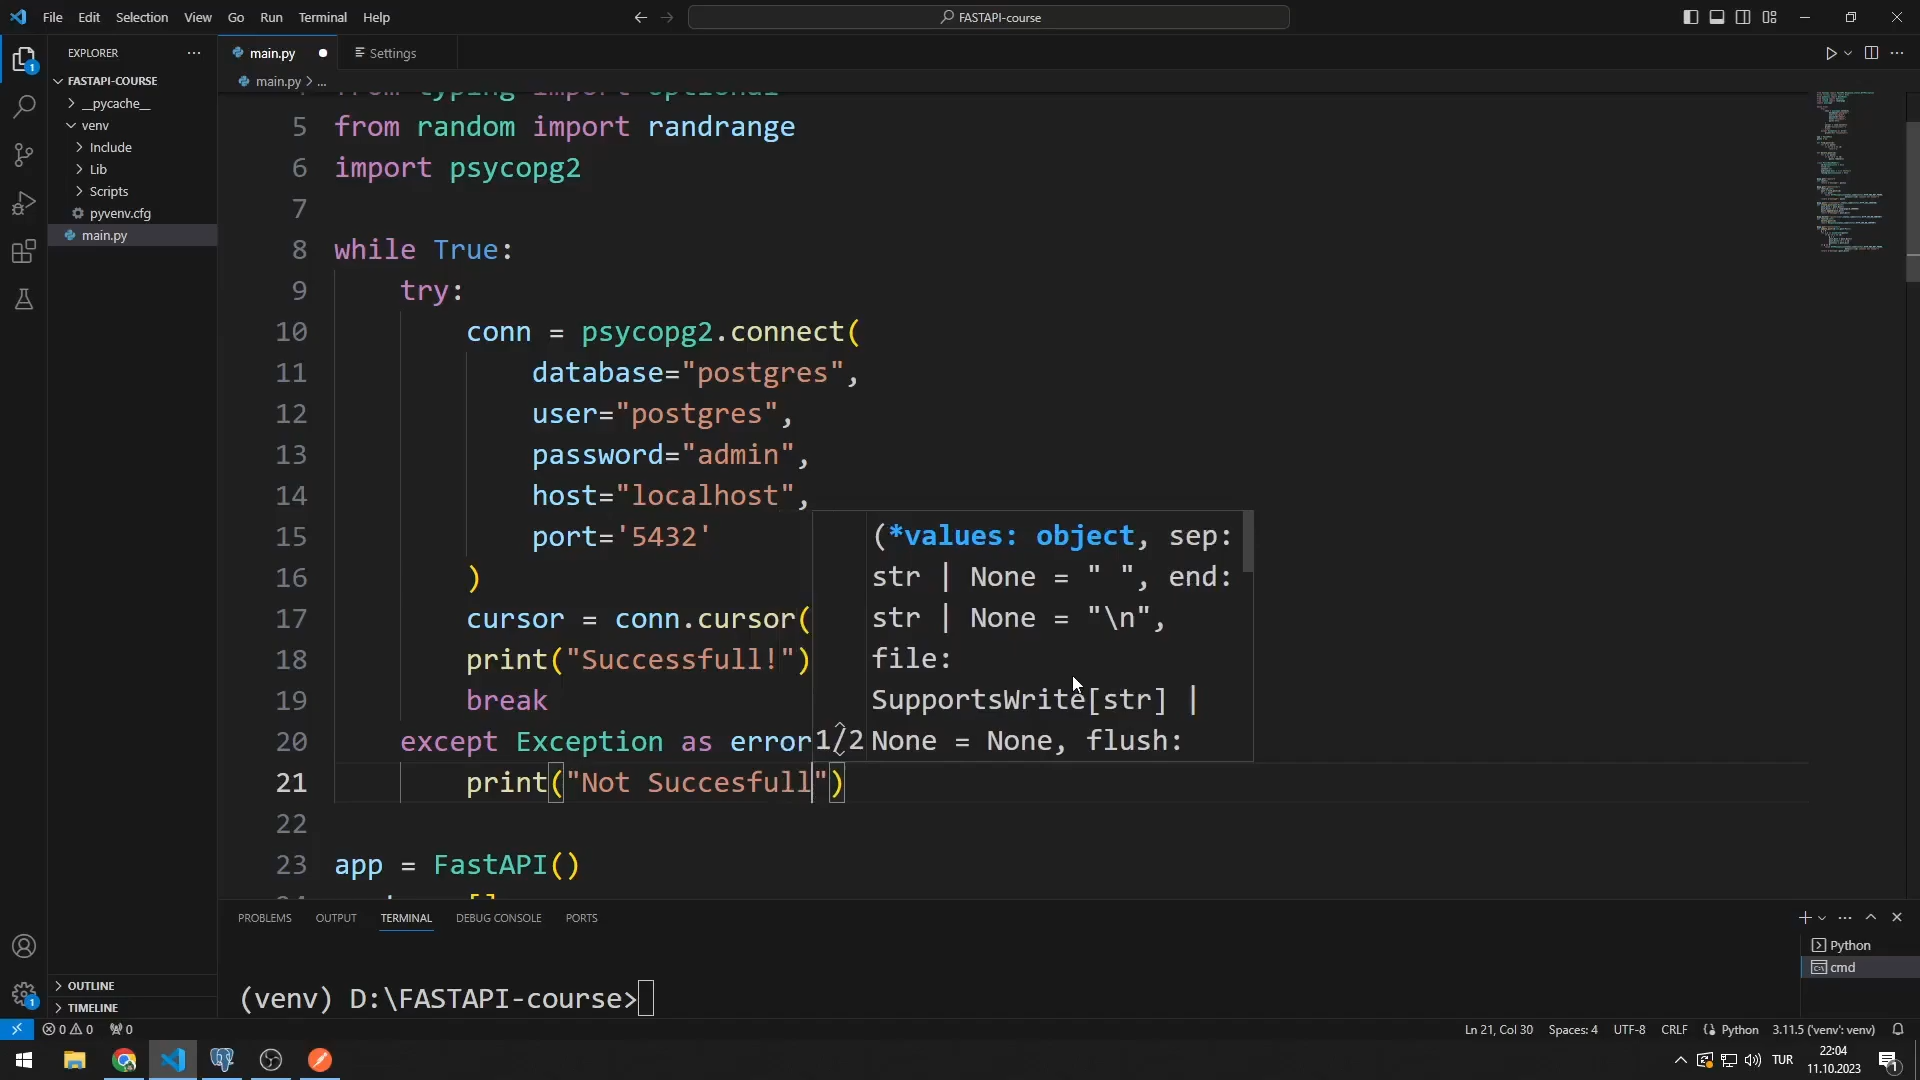 File Edit Selection View Go Run Terminal Help
FASTAPI-course
EXPLORER
main.py
Settings
FASTAPI-COURSE
main.py > ...
__pycache__
venv
Include
Lib
Scripts
pyvenv.cfg
main.py
5 from random import randrange
6 import psycopg2
7
8 while True:
9 try:
10 conn = psycopg2.connect(
11 database="postgres",
12 user="postgres",
13 password="admin",
14 host="localhost",
15 port='5432'
16 )
17 cursor = conn.cursor(
18 print("Successfull!")
19 break
20 except Exception as error
21 print("Not Succesfull")
22
23 app = FastAPI()
(*values: object, sep:
str | None = " ", end:
str | None = "\n",
file:
SupportsWrite[str] |
None = None, flush:
1/2
PROBLEMS OUTPUT TERMINAL DEBUG CONSOLE PORTS
Python
cmd
(venv) D:\FASTAPI-course>
OUTLINE
TIMELINE
0 0 0
Ln 21, Col 30 Spaces: 4 UTF-8 CRLF Python 3.11.5 ('venv': venv)
TUR
22:04
11.10.2023